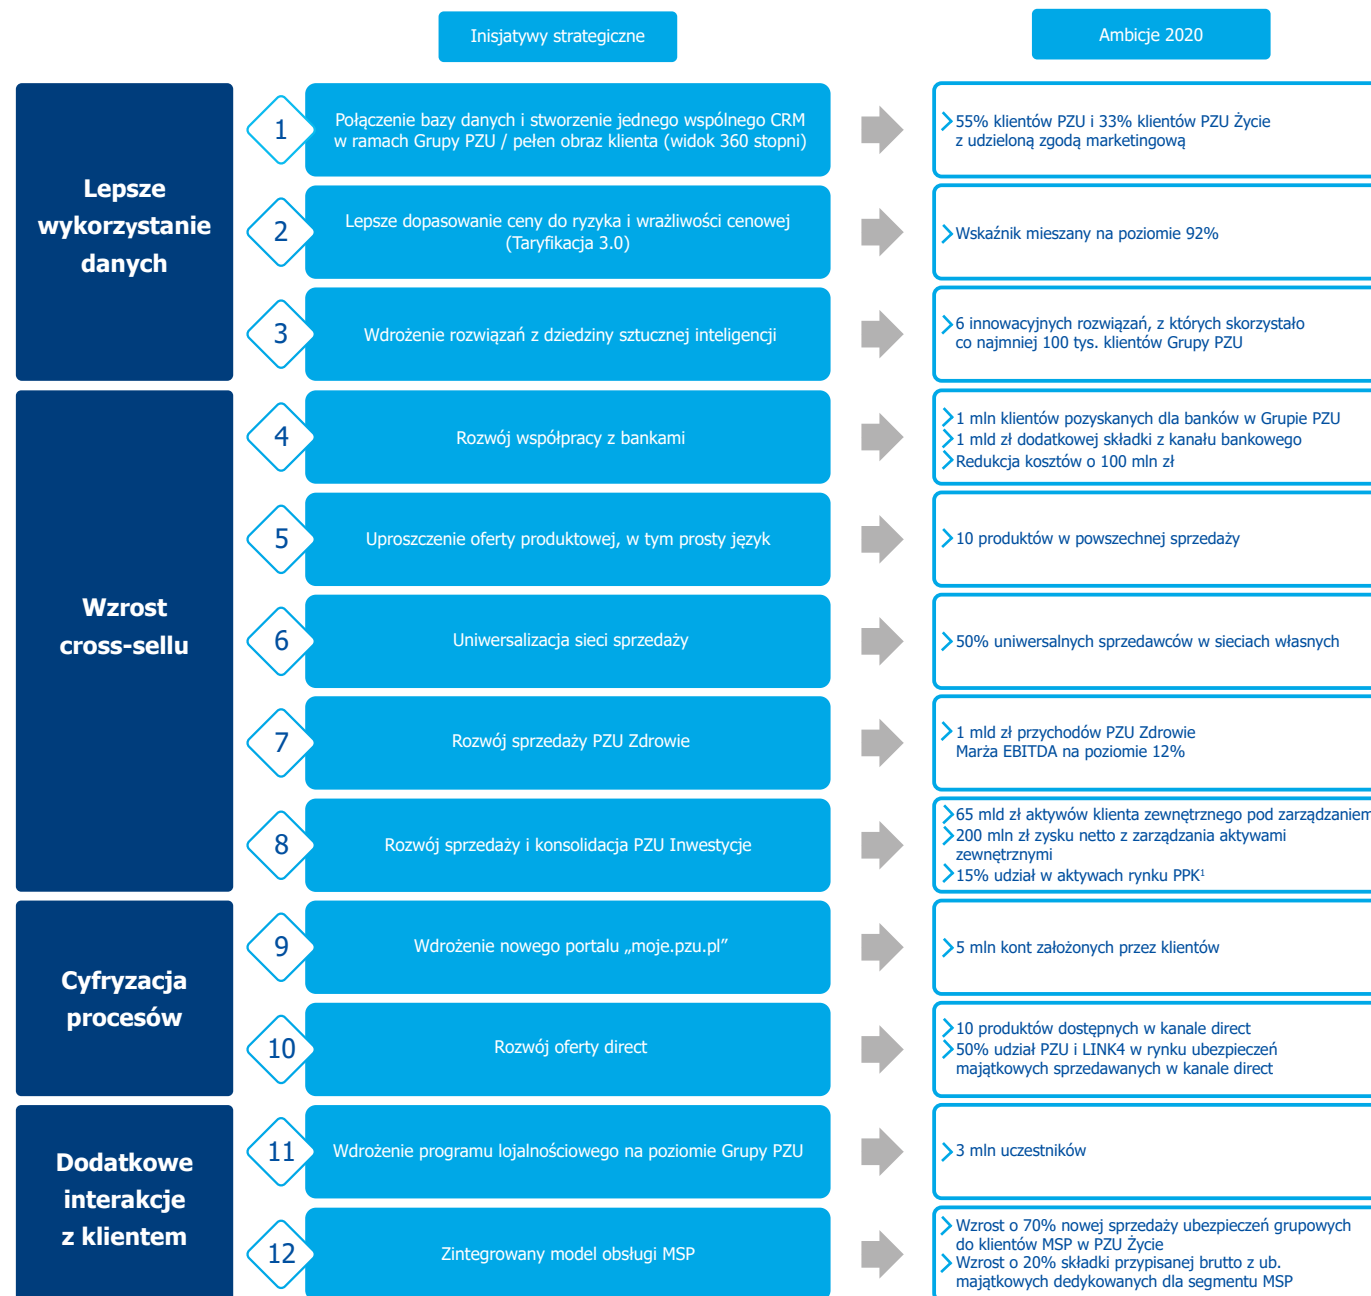 Inisjatywy strategiczne
Ambicje 2020
Lepsze
wykorzystanie
danych
1
Połączenie bazy danych i stworzenie jednego wspólnego CRM
w ramach Grupy PZU / pełen obraz klienta (widok 360 stopni)
55% klientów PZU i 33% klientów PZU Życie
z udzieloną zgodą marketingową
2
Lepsze dopasowanie ceny do ryzyka i wrażliwości cenowej
(Taryfikacja 3.0)
Wskaźnik mieszany na poziomie 92%
3
Wdrożenie rozwiązań z dziedziny sztucznej inteligencji
6 innowacyjnych rozwiązań, z których skorzystało
co najmniej 100 tys. klientów Grupy PZU
Wzrost
cross-sellu
4
Rozwój współpracy z bankami
1 mln klientów pozyskanych dla banków w Grupie PZU
1 mld zł dodatkowej składki z kanału bankowego
Redukcja kosztów o 100 mln zł
5
Uproszczenie oferty produktowej, w tym prosty język
10 produktów w powszechnej sprzedaży
6
Uniwersalizacja sieci sprzedaży
50% uniwersalnych sprzedawców w sieciach własnych
7
Rozwój sprzedaży PZU Zdrowie
1 mld zł przychodów PZU Zdrowie
Marża EBITDA na poziomie 12%
8
Rozwój sprzedaży i konsolidacja PZU Inwestycje
65 mld zł aktywów klienta zewnętrznego pod zarządzaniem
200 mln zł zysku netto z zarządzania aktywami
zewnętrznymi
15% udział w aktywach rynku PPK¹
Cyfryzacja
procesów
9
Wdrożenie nowego portalu „moje.pzu.pl”
5 mln kont założonych przez klientów
10
Rozwój oferty direct
10 produktów dostępnych w kanale direct
50% udział PZU i LINK4 w rynku ubezpieczeń
majątkowych sprzedawanych w kanale direct
Dodatkowe
interakcje
z klientem
11
Wdrożenie programu lojalnościowego na poziomie Grupy PZU
3 mln uczestników
12
Zintegrowany model obsługi MSP
Wzrost o 70% nowej sprzedaży ubezpieczeń grupowych
do klientów MSP w PZU Życie
Wzrost o 20% składki przypisanej brutto z ub.
majątkowych dedykowanych dla segmentu MSP